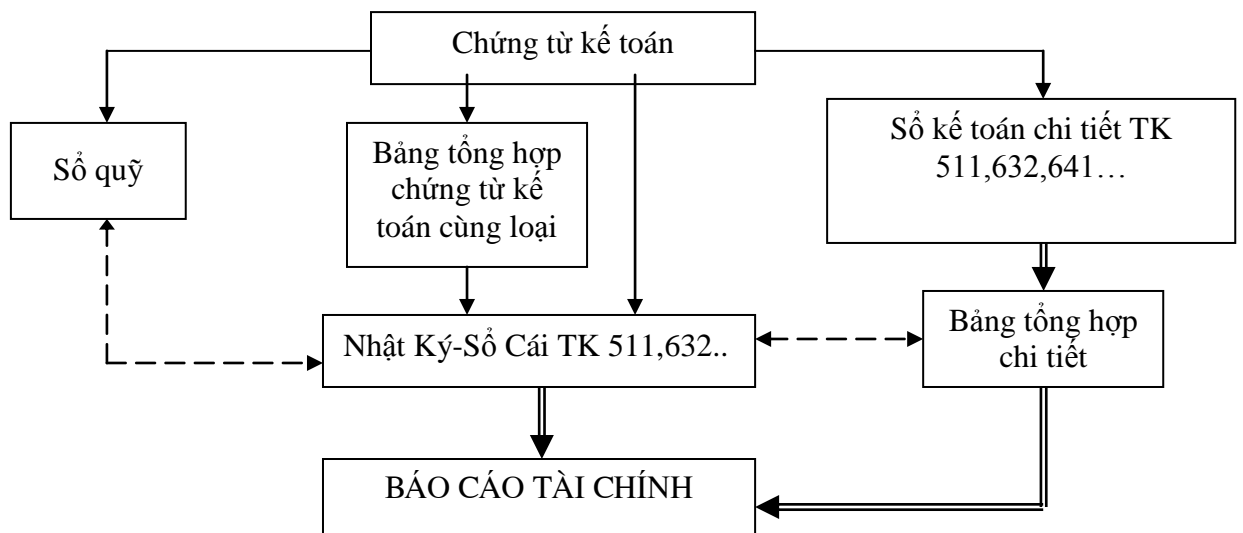 Chứng từ kế toán
Sổ quỹ
Bảng tổng hợp
chứng từ kế
toán cùng loại
Sổ kế toán chi tiết TK
511,632,641…
Nhật Ký-Sổ Cái TK 511,632..
Bảng tổng hợp
chi tiết
BÁO CÁO TÀI CHÍNH